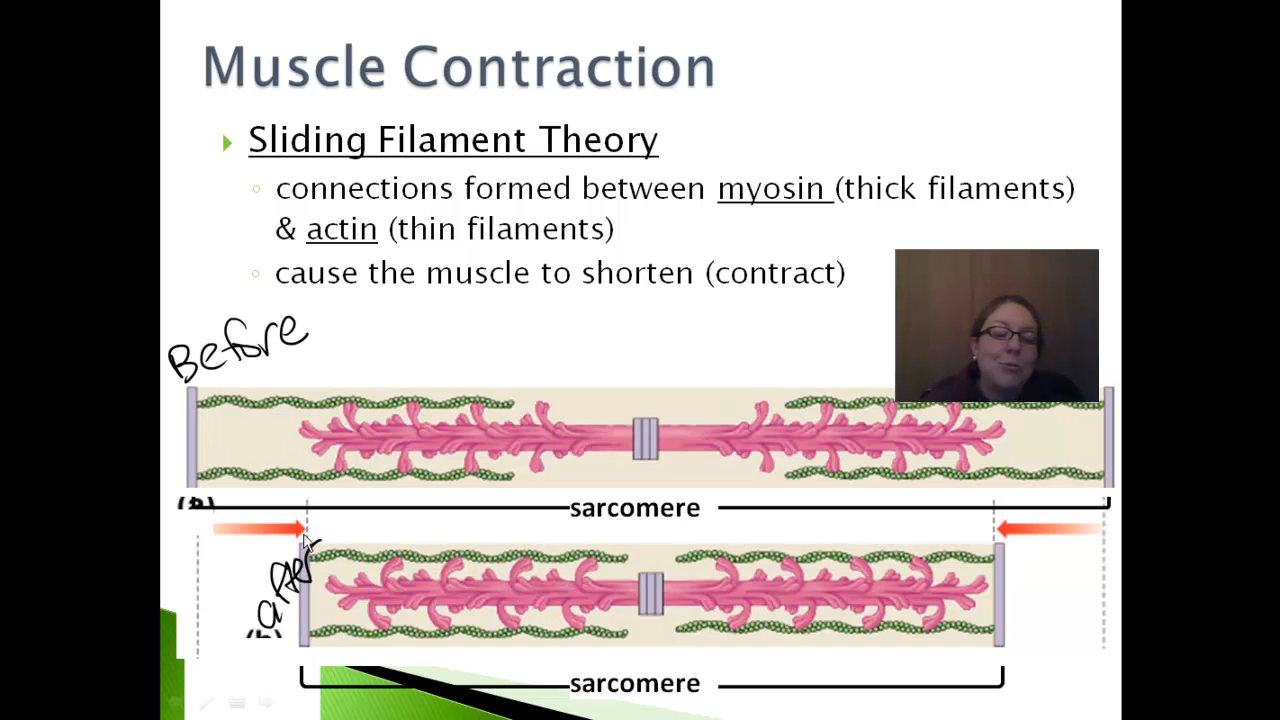 Muscle Contraction
Sliding Filament Theory
connections formed between myosin (thick filaments)
& actin (thin filaments)
cause the muscle to shorten (contract)
Before
sarcomere
after
(b)
sarcomere